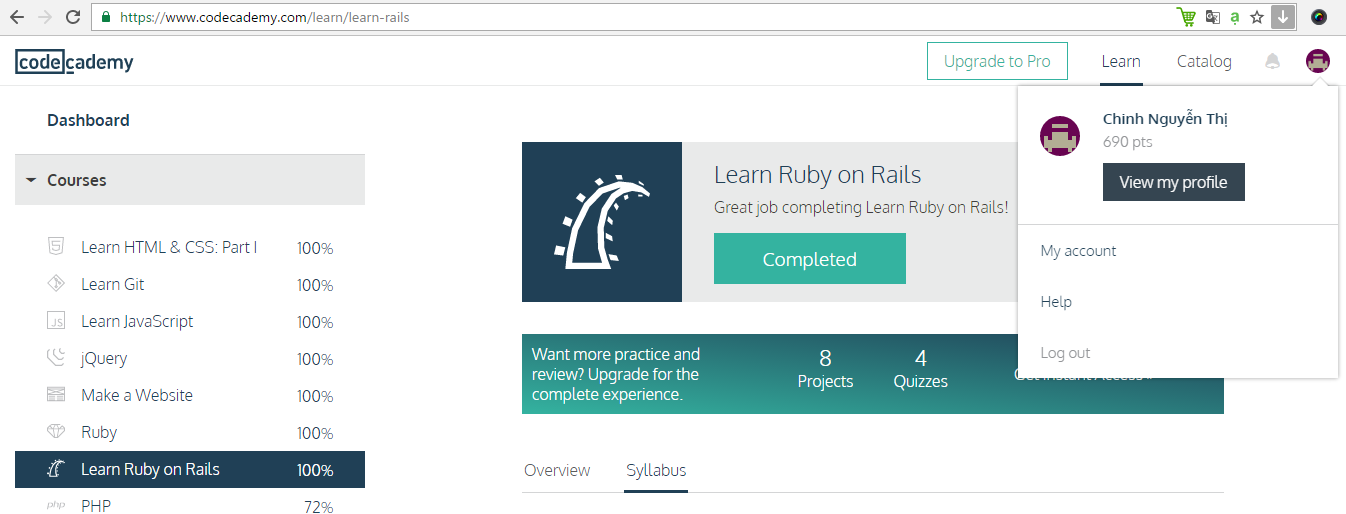 https://www.codecademy.com/learn/learn-rails
codecademy
Upgrade to Pro
Learn
Catalog
Chinh Nguyễn Thị
690 pts
View my profile
My account
Help
Log out
Dashboard
Courses
Learn HTML & CSS: Part I 100%
Learn Git 100%
JS Learn JavaScript 100%
jQuery 100%
Make a Website 100%
Ruby 100%
Learn Ruby on Rails 100%
php PHP 72%
Learn Ruby on Rails
Great job completing Learn Ruby on Rails!
Completed
Want more practice and
review? Upgrade for the
complete experience.
8
Projects
4
Quizzes
Get Instant Access
Overview
Syllabus